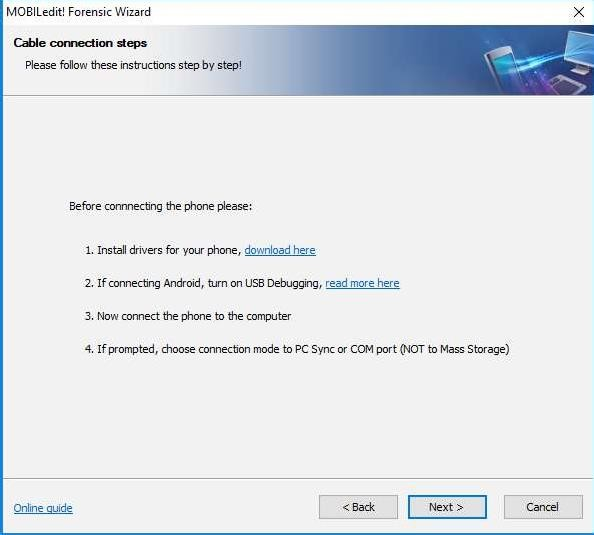 MOBILedit! Forensic Wizard
Cable connection steps
Please follow these instructions step by step!
Before connnecting the phone please:
1. Install drivers for your phone, download here
2. If connecting Android, turn on USB Debugging, read more here
3. Now connect the phone to the computer
4. If prompted, choose connection mode to PC Sync or COM port (NOT to Mass Storage)
Online guide
< Back
Next >
Cancel